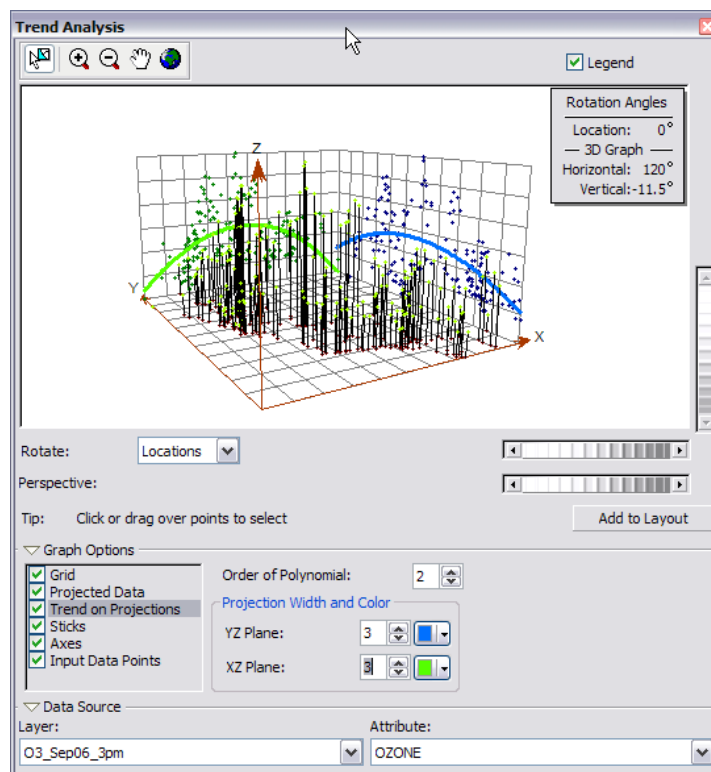 Trend Analysis
Legend
Rotation Angles
Location: 0°
3D Graph
Horizontal: 120°
Vertical:-11.5°
Z
Y
X
Rotate: Locations
Perspective:
Tip: Click or drag over points to select
Add to Layout
Graph Options
Grid
Projected Data
Trend on Projections
Sticks
Axes
Input Data Points
Order of Polynomial: 2
Projection Width and Color
YZ Plane: 3
XZ Plane: 3
Data Source
Layer: Attribute:
O3_Sep06_3pm OZONE